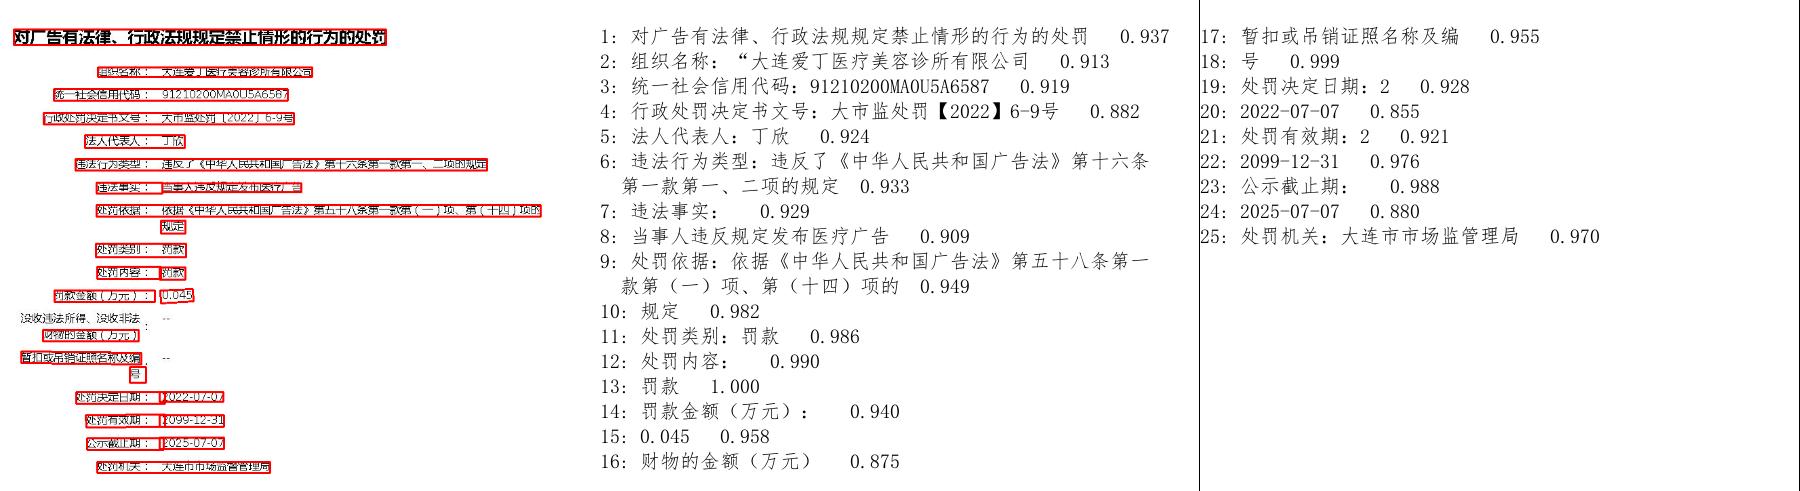 对广告有法律、行政法规规定禁止情形的行为的处罚
组织名称： 大连爱丁医疗美容诊所有限公司
统一社会信用代码： 91210200MA0U5A6587
行政处罚决定书文号： 大市监处罚〔2022〕6-9号
法人代表人： 丁欣
违法行为类型： 违反了《中华人民共和国广告法》第十六条第一款第一、二项的规定
违法事实： 当事人违反规定发布医疗广告
处罚依据： 依据《中华人民共和国广告法》第五十八条第一款第（一）项、第（十四）项的
规定
处罚类别： 罚款
处罚内容： 罚款
罚款金额（万元）： 0.045
没收违法所得、没收非法
财物的金额（万元）： --
暂扣或吊销证照名称及编
号： --
处罚决定日期： 2022-07-07
处罚有效期： 2099-12-31
公示截止期： 2025-07-07
处罚机关： 大连市市场监督管理局
1: 对广告有法律、行政法规规定禁止情形的行为的处罚 0.937
2: 组织名称：“大连爱丁医疗美容诊所有限公司 0.913
3: 统一社会信用代码：91210200MA0U5A6587 0.919
4: 行政处罚决定书文号：大市监处罚【2022】6-9号 0.882
5: 法人代表人：丁欣 0.924
6: 违法行为类型：违反了《中华人民共和国广告法》第十六条
第一款第一、二项的规定 0.933
7: 违法事实： 0.929
8: 当事人违反规定发布医疗广告 0.909
9: 处罚依据：依据《中华人民共和国广告法》第五十八条第一
款第（一）项、第（十四）项的 0.949
10: 规定 0.982
11: 处罚类别：罚款 0.986
12: 处罚内容： 0.990
13: 罚款 1.000
14: 罚款金额（万元）： 0.940
15: 0.045 0.958
16: 财物的金额（万元） 0.875
17: 暂扣或吊销证照名称及编 0.955
18: 号 0.999
19: 处罚决定日期：2 0.928
20: 2022-07-07 0.855
21: 处罚有效期：2 0.921
22: 2099-12-31 0.976
23: 公示截止期： 0.988
24: 2025-07-07 0.880
25: 处罚机关：大连市市场监管理局 0.970